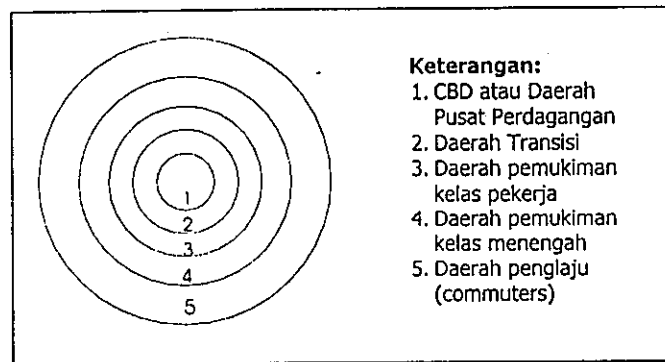 1
2
3
4
5
Keterangan:
1. CBD atau Daerah
Pusat Perdagangan
2. Daerah Transisi
3. Daerah pemukiman
kelas pekerja
4. Daerah pemukiman
kelas menengah
5. Daerah penglaju
(commuters)